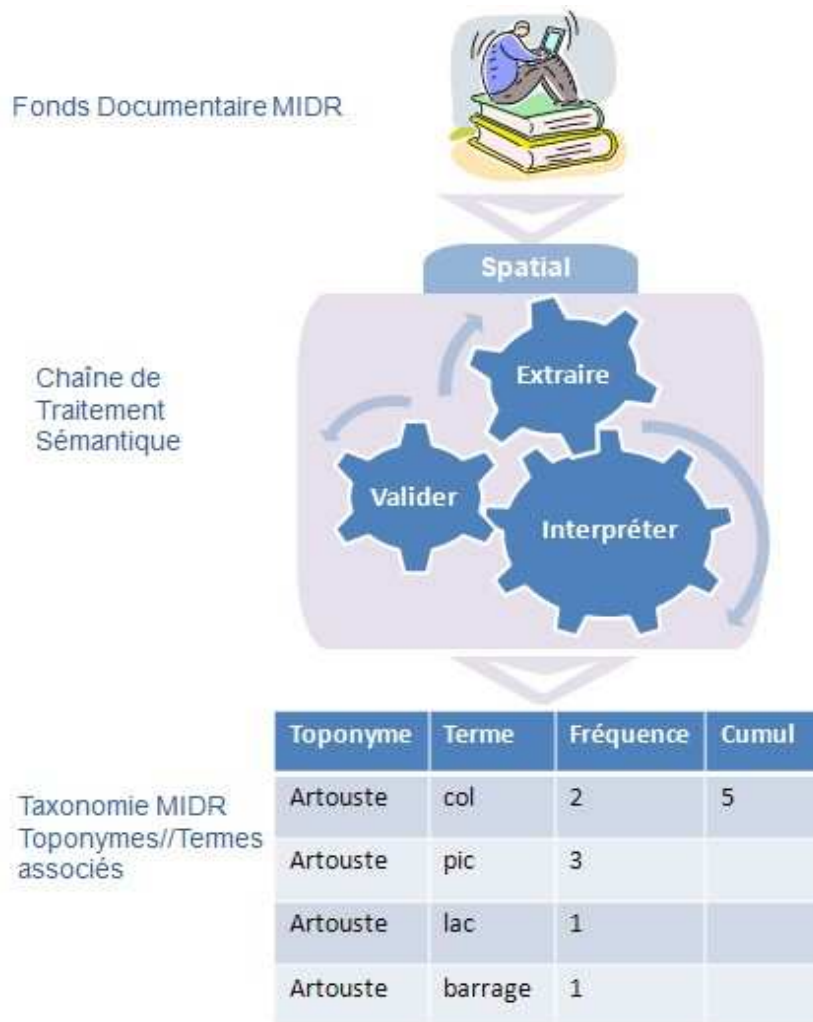 Fonds Documentaire MIDR
Spatial
Extraire
Chaîne de
Traitement
Sémantique
Valider
Interpréter
Toponyme Terme Fréquence Cumul
Artouste col 2 5
Taxonomie MIDR
Toponymes//Termes
associés
Artouste pic 3
Artouste lac 1
Artouste barrage 1